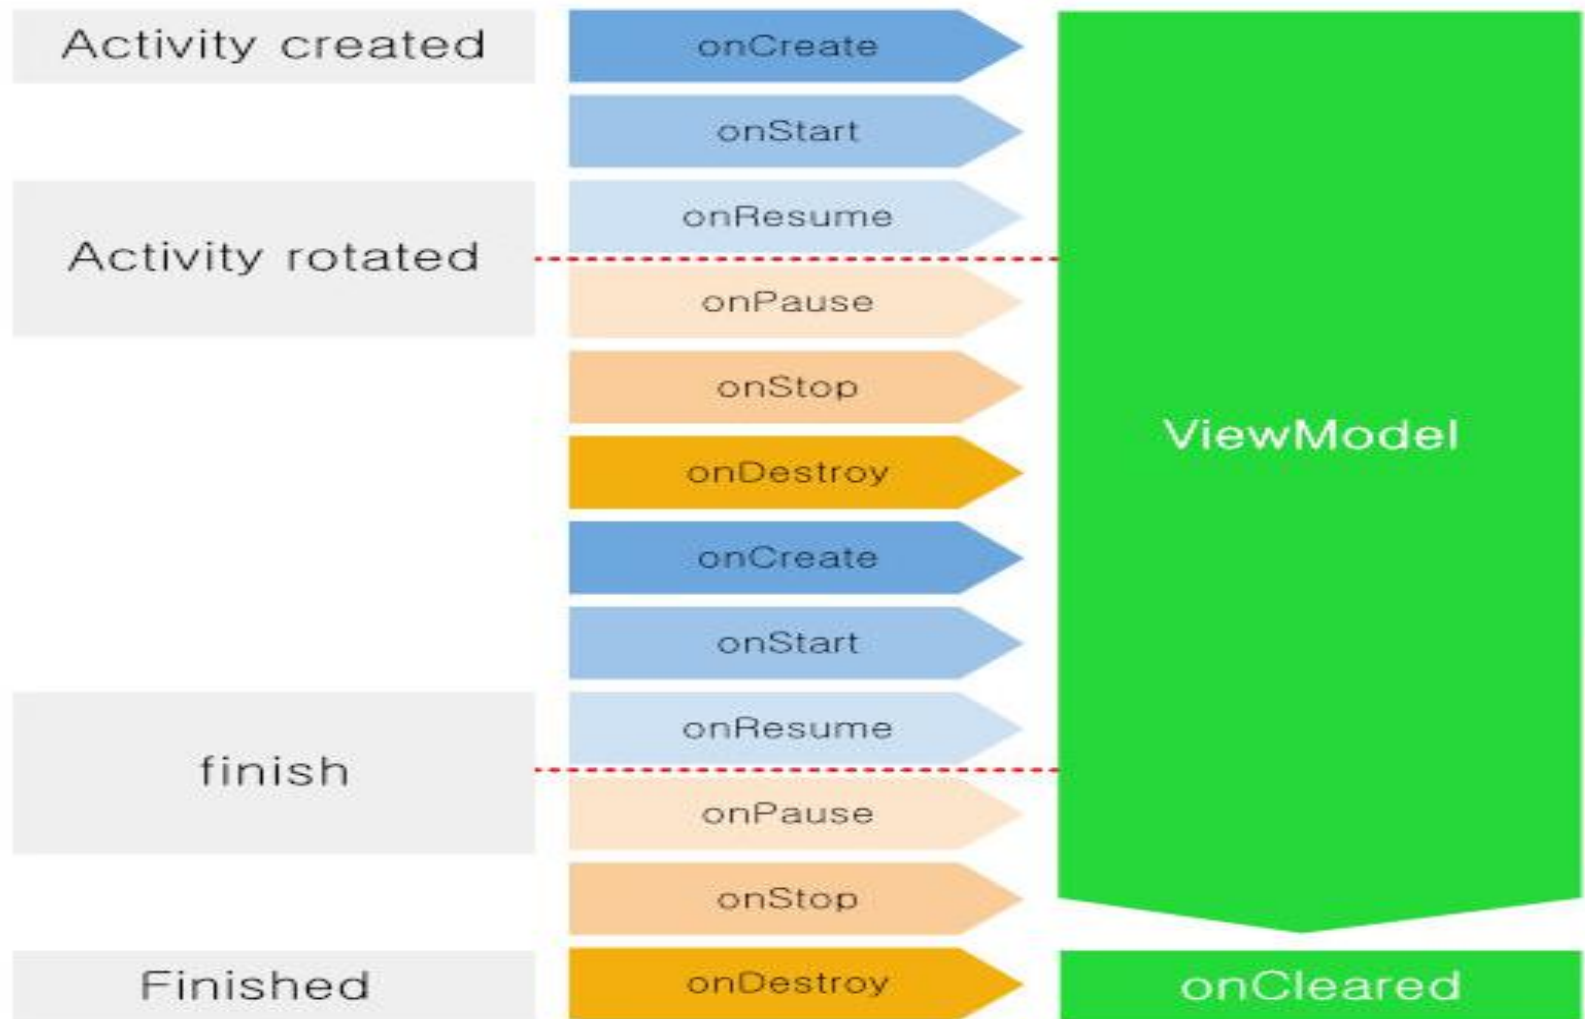 Activity created
onCreate
onStart
Activity rotated
onResume
onPause
onStop
onDestroy
ViewModel
onCreate
onStart
finish
onResume
onPause
onStop
Finished
onDestroy
onCleared